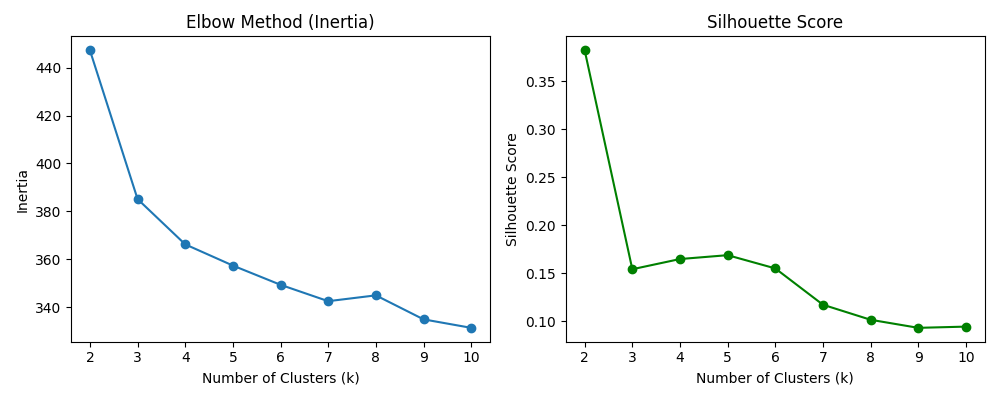 Elbow Method (Inertia)
Inertia
440
420
400
380
360
340
2 3 4 5 6 7 8 9 10
Number of Clusters (k)
Silhouette Score
Silhouette Score
0.35
0.30
0.25
0.20
0.15
0.10
2 3 4 5 6 7 8 9 10
Number of Clusters (k)